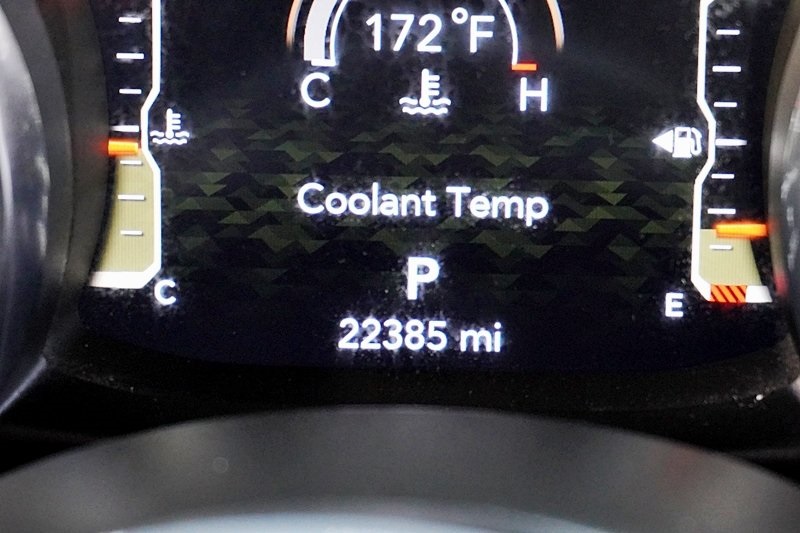 172 °F
C H
Coolant Temp
P
C E
22385 mi